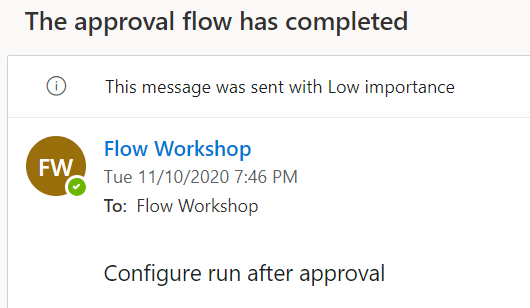 The approval flow has completed
This message was sent with Low importance
FW
Flow Workshop
Tue 11/10/2020 7:46 PM
To: Flow Workshop
Configure run after approval